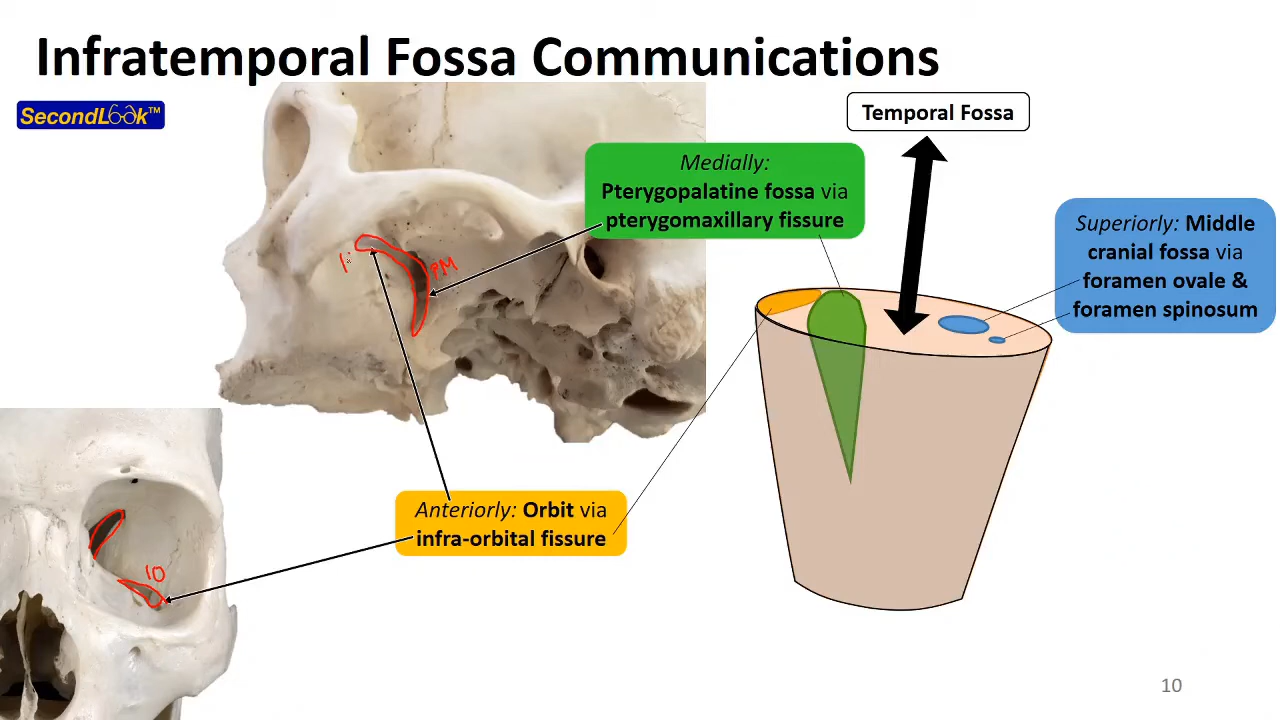 Infratemporal Fossa Communications
SecondLook™
Temporal Fossa
Medially:
Pterygopalatine fossa via
pterygomaxillary fissure
Superiorly: Middle
cranial fossa via
foramen ovale &
foramen spinosum
PM
Anteriorly: Orbit via
infra-orbital fissure
IO
10